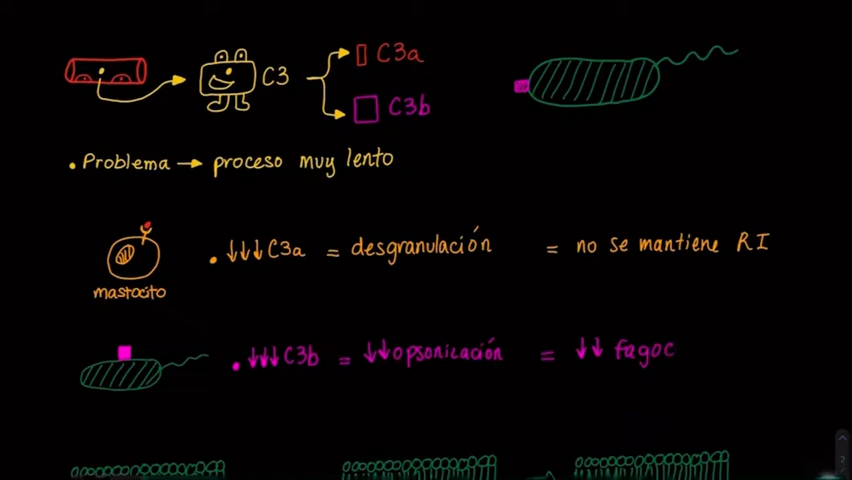 C3
C3a
C3b
• Problema → proceso muy lento
• ↓↓↓ C3a = desgranulación = no se mantiene RI
mastocito
• ↓↓↓ C3b = ↓↓ opsonización = ↓↓ fagoc